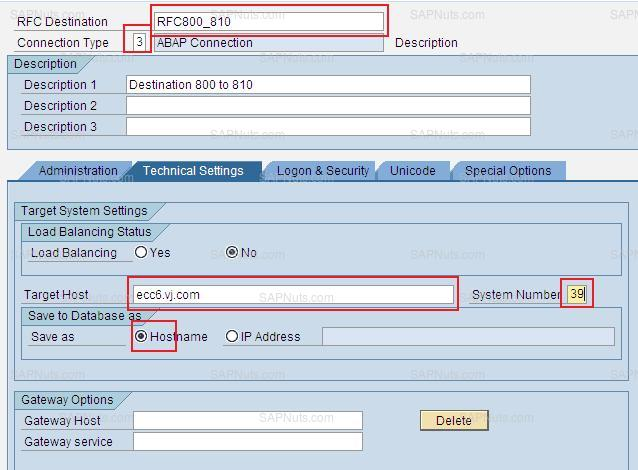 RFC Destination RFC800_810
Connection Type 3 ABAP Connection Description
Description
Description 1 Destination 800 to 810
Description 2
Description 3
Administration Technical Settings Logon & Security Unicode Special Options
Target System Settings
Load Balancing Status
Load Balancing Yes No
Target Host ecc6.vj.com System Number 39
Save to Database as
Save as Hostname IP Address
Gateway Options
Gateway Host Delete
Gateway service
SAPNuts.com